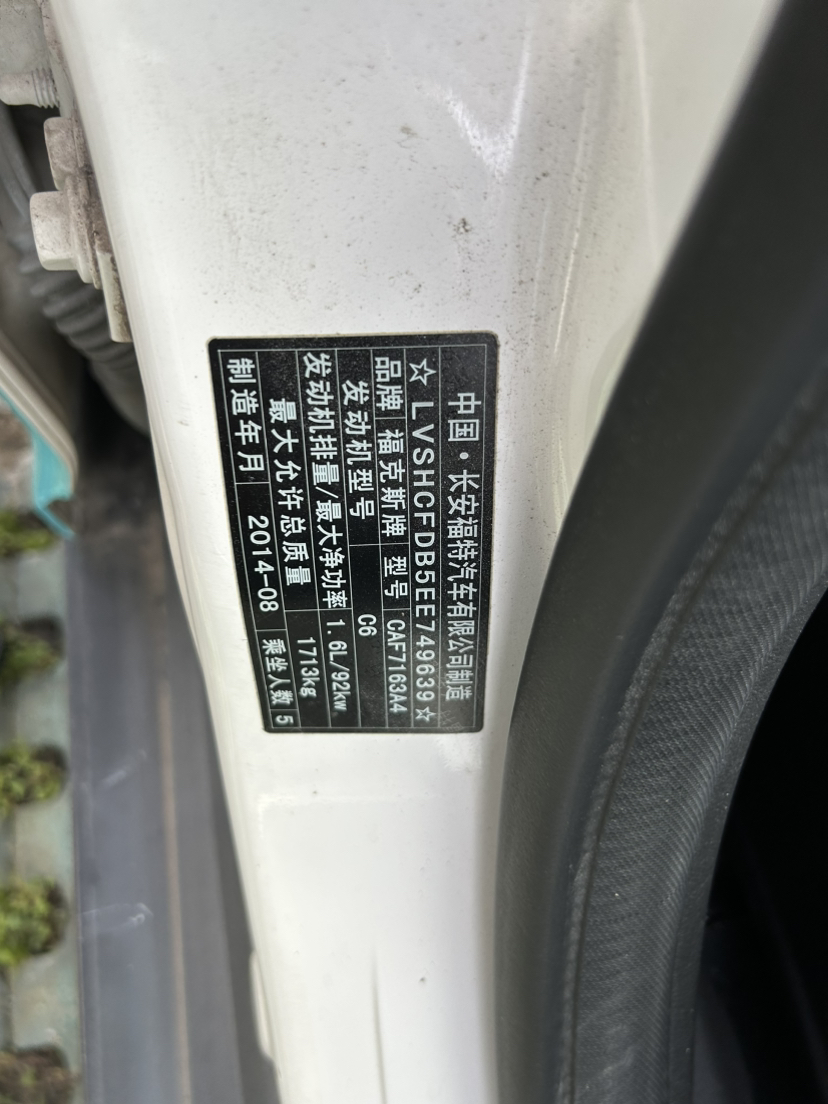 中国·长安福特汽车有限公司制造
☆LVSHCFDB5EE749639☆
品牌 福克斯牌 型号 CAF7163A4
发动机型号 C6
发动机排量/最大净功率 1.6L/92kw
最大允许总质量 1713kg
制造年月 2014-08 乘坐人数 5